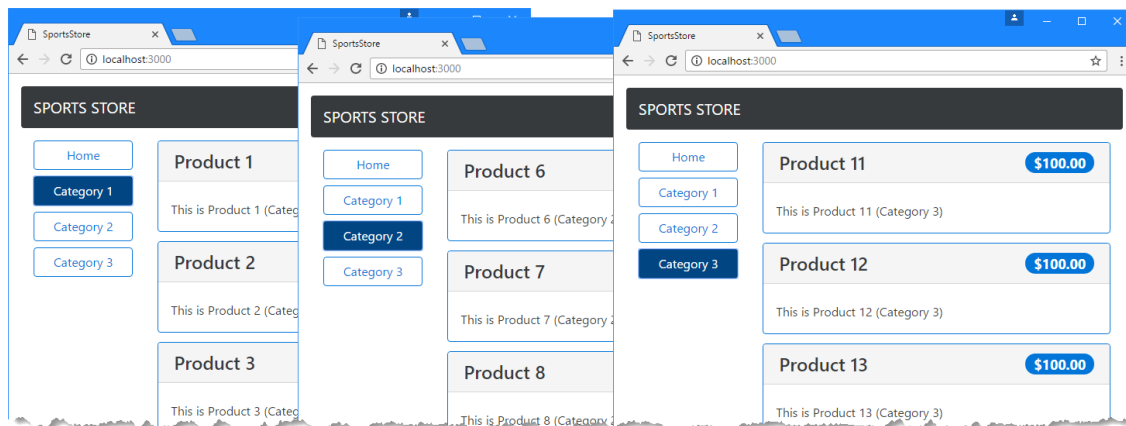 SportsStore
localhost:3000
SPORTS STORE
Home
Category 1
Category 2
Category 3
Product 1
This is Product 1
Product 2
This is Product 2
Product 3
This is Product 3
SportsStore
localhost:3000
SPORTS STORE
Home
Category 1
Category 2
Category 3
Product 6
This is Product 6 (Category
Product 7
This is Product 7 (Category
Product 8
This is Product 8 (Category
SportsStore
localhost:3000
SPORTS STORE
Home
Category 1
Category 2
Category 3
Product 11 $100.00
This is Product 11 (Category 3)
Product 12 $100.00
This is Product 12 (Category 3)
Product 13 $100.00
This is Product 13 (Category 3)